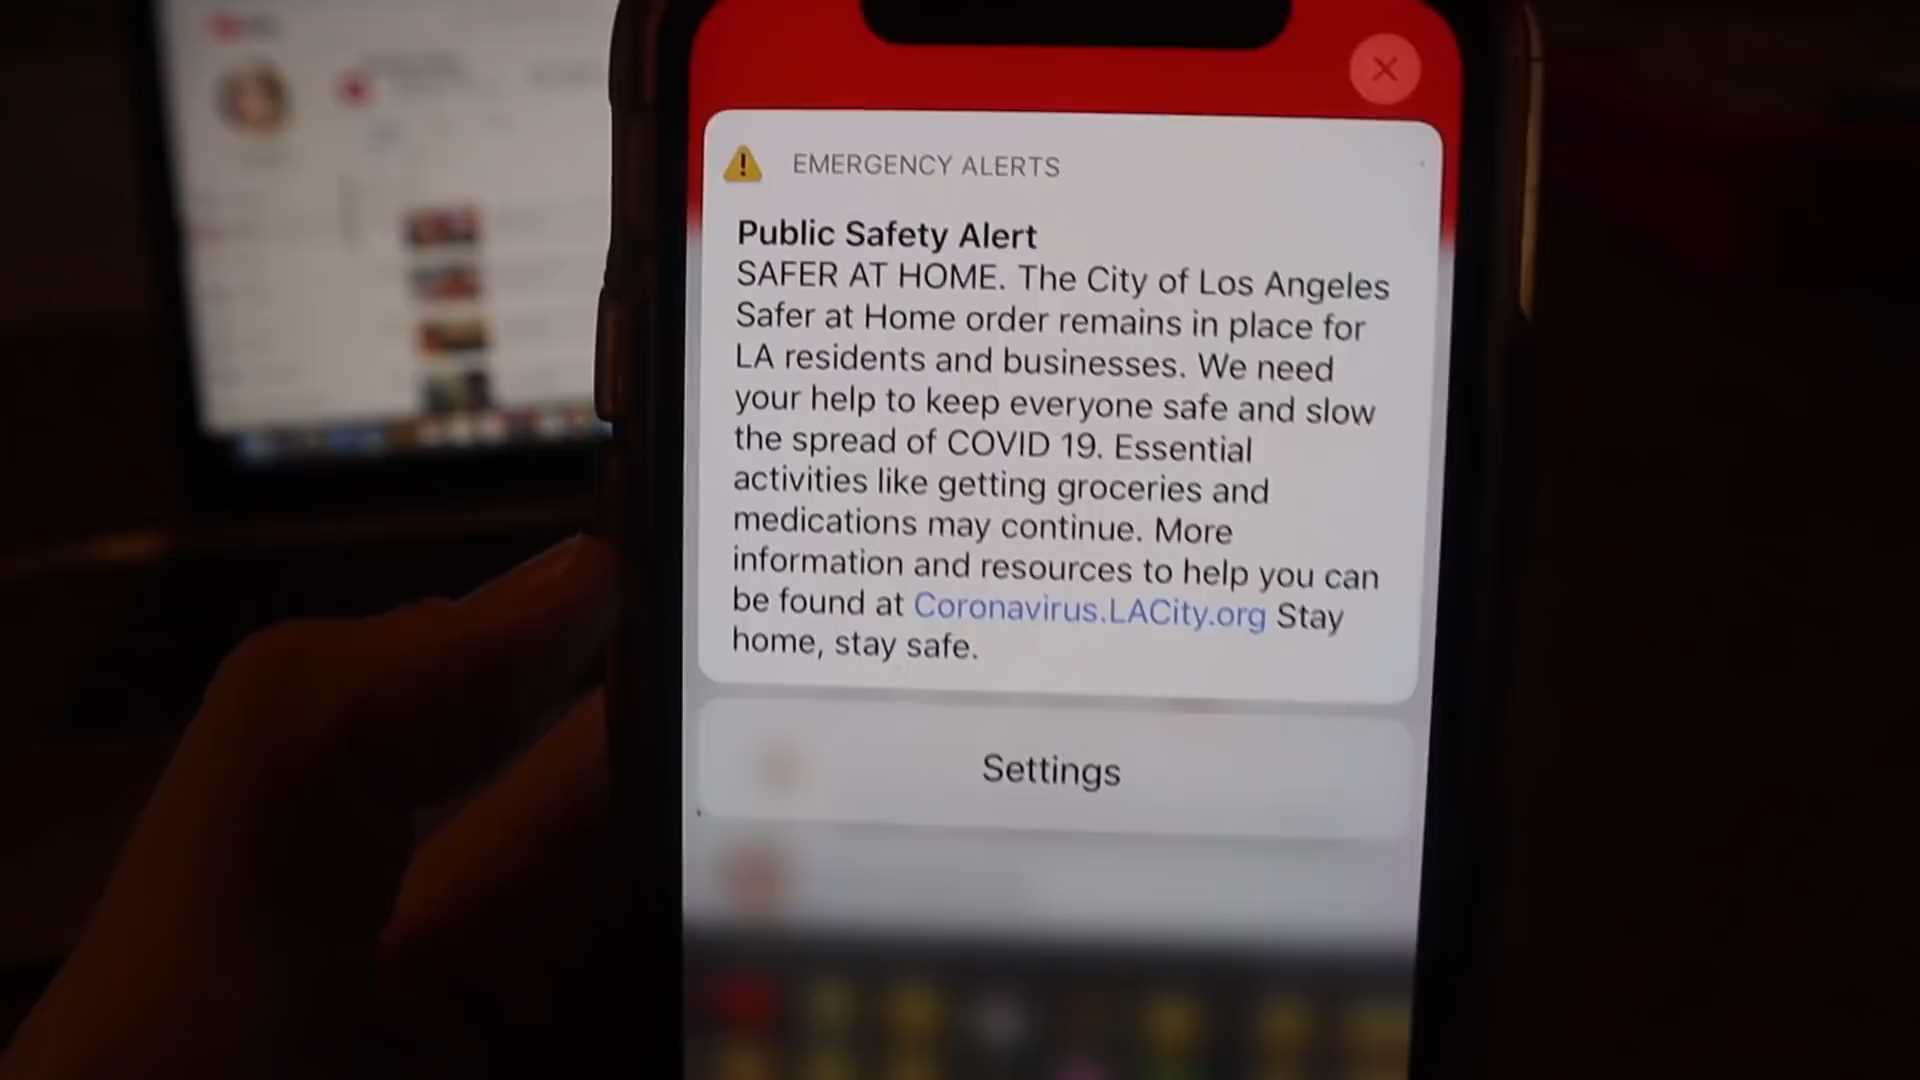 EMERGENCY ALERTS
Public Safety Alert
SAFER AT HOME. The City of Los Angeles
Safer at Home order remains in place for
LA residents and businesses. We need
your help to keep everyone safe and slow
the spread of COVID 19. Essential
activities like getting groceries and
medications may continue. More
information and resources to help you can
be found at Coronavirus.LACity.org Stay
home, stay safe.
Settings